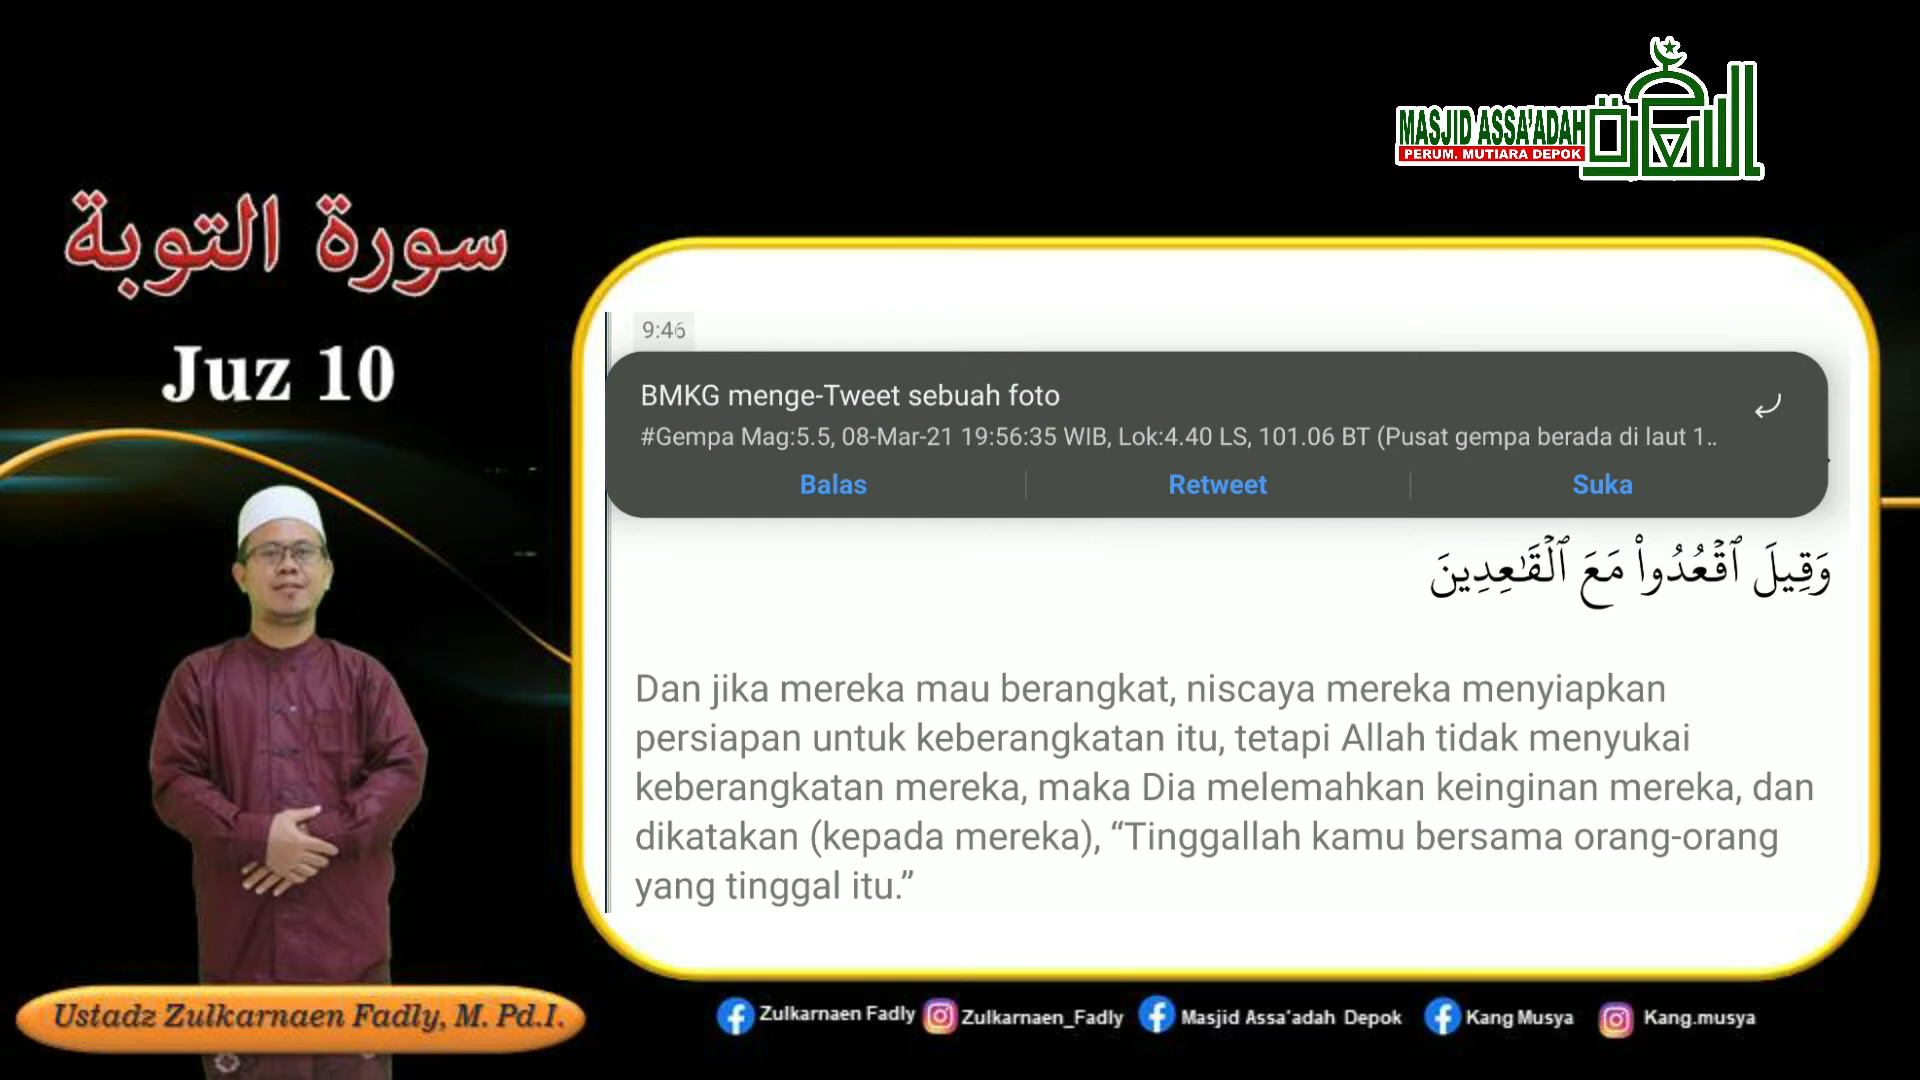 MASJID ASSA'ADAH
PERUM. MUTIARA DEPOK
سورة التوبة
Juz 10
9:46
BMKG menge-Tweet sebuah foto
#Gempa Mag:5.5, 08-Mar-21 19:56:35 WIB, Lok:4.40 LS, 101.06 BT (Pusat gempa berada di laut 1..
Balas
Retweet
Suka
وَقِيلَ ٱقْعُدُوا۟ مَعَ ٱلْقَٰعِدِينَ
Dan jika mereka mau berangkat, niscaya mereka menyiapkan
persiapan untuk keberangkatan itu, tetapi Allah tidak menyukai
keberangkatan mereka, maka Dia melemahkan keinginan mereka, dan
dikatakan (kepada mereka), “Tinggallah kamu bersama orang-orang
yang tinggal itu.”
Ustadz Zulkarnaen Fadly, M. Pd.I.
Zulkarnaen Fadly
Zulkarnaen_Fadly
Masjid Assa'adah Depok
Kang Musya
Kang.musya